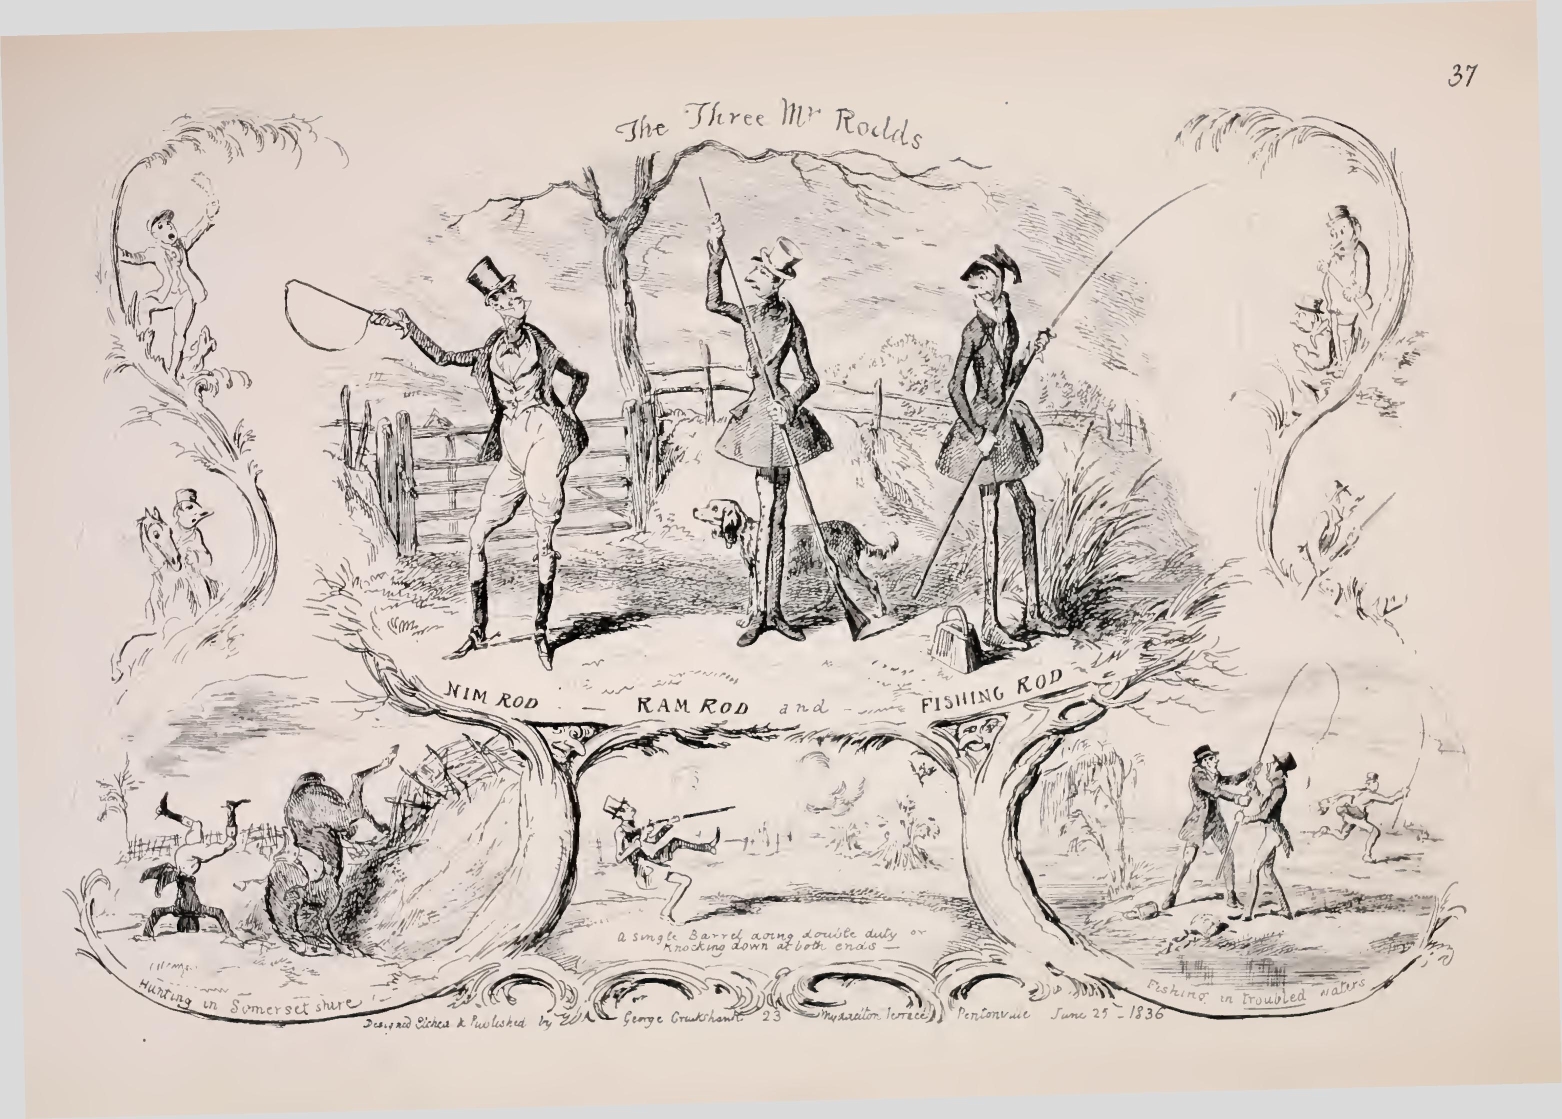 37
The Three Mr Rodds
NIM ROD — RAM ROD and — FISHING ROD
A Single Barrel doing double duty or
knocking down at both ends —
Hunting in Somersetshire
Fishing in troubled waters
Designed Etched & Published by George Cruikshank 23 Myddelton Terrace Pentonville June 25 – 1836